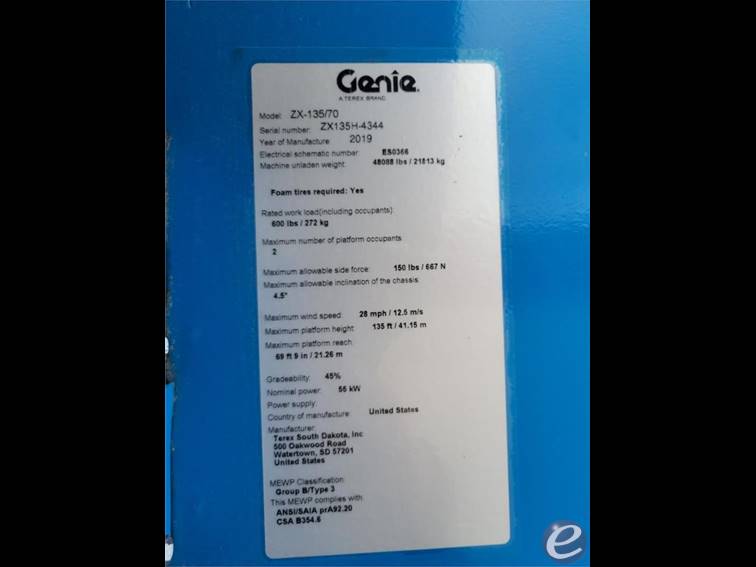 Genie
A TEREX BRAND
Model: ZX-135/70
Serial number: ZX135H-4344
Year of Manufacture 2019
Electrical schematic number: ES0366
Machine unladen weight: 48088 lbs / 21813 kg
Foam tires required: Yes
Rated work load(including occupants):
600 lbs / 272 kg
Maximum number of platform occupants
2
Maximum allowable side force: 150 lbs / 667 N
Maximum allowable inclination of the chassis:
4.5°
Maximum wind speed: 28 mph / 12.5 m/s
Maximum platform height: 135 ft / 41.15 m
Maximum platform reach:
69 ft 9 in / 21.26 m
Gradeability: 45%
Nominal power: 55 kW
Power supply:
Country of manufacture: United States
Manufacturer:
Terex South Dakota, Inc
500 Oakwood Road
Watertown, SD 57201
United States
MEWP Classification:
Group B/Type 3
This MEWP complies with:
ANSI/SAIA prA92.20
CSA B354.6
e